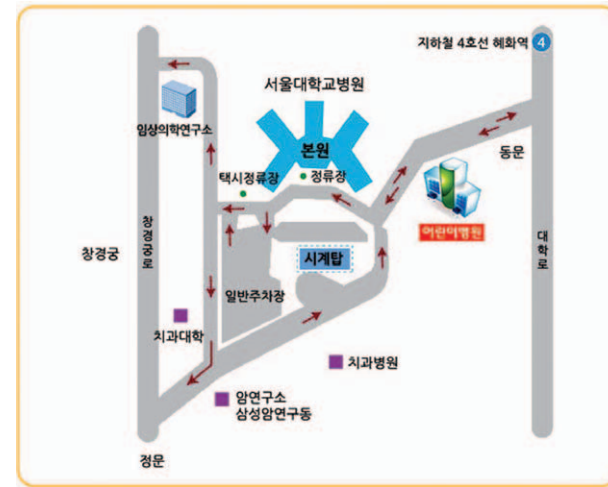 지하철 4호선 혜화역 4
서울대학교병원
임상의학연구소
본원
동문
택시정류장
정류장
어린이병원
창경궁
창경궁로
시계탑
대학로
일반주차장
치과대학
치과병원
암연구소
삼성암연구동
정문